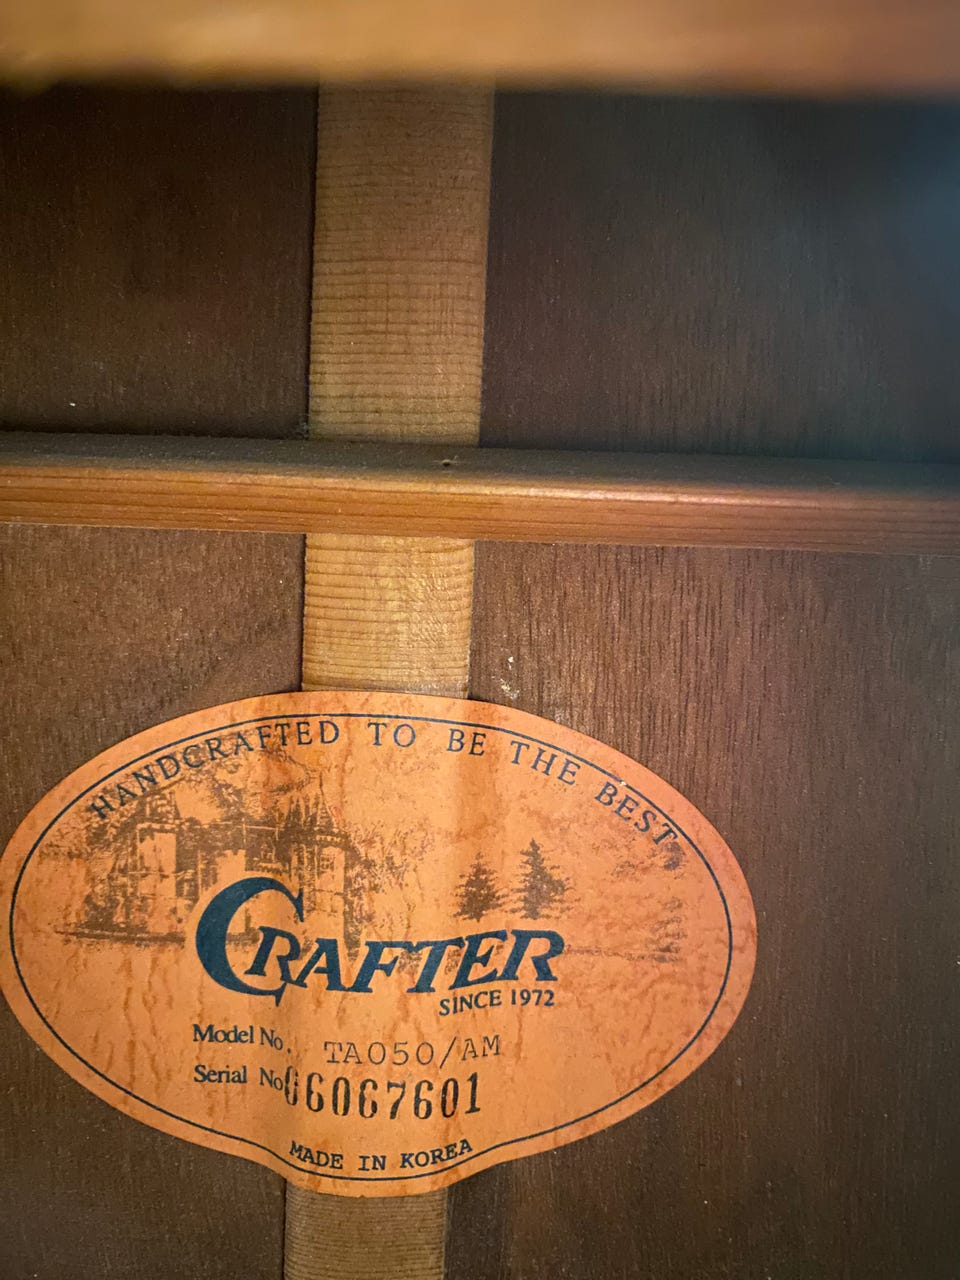 HANDCRAFTED TO BE THE BEST
CRAFTER
SINCE 1972
Model No. TA050/AM
Serial No 06067601
MADE IN KOREA